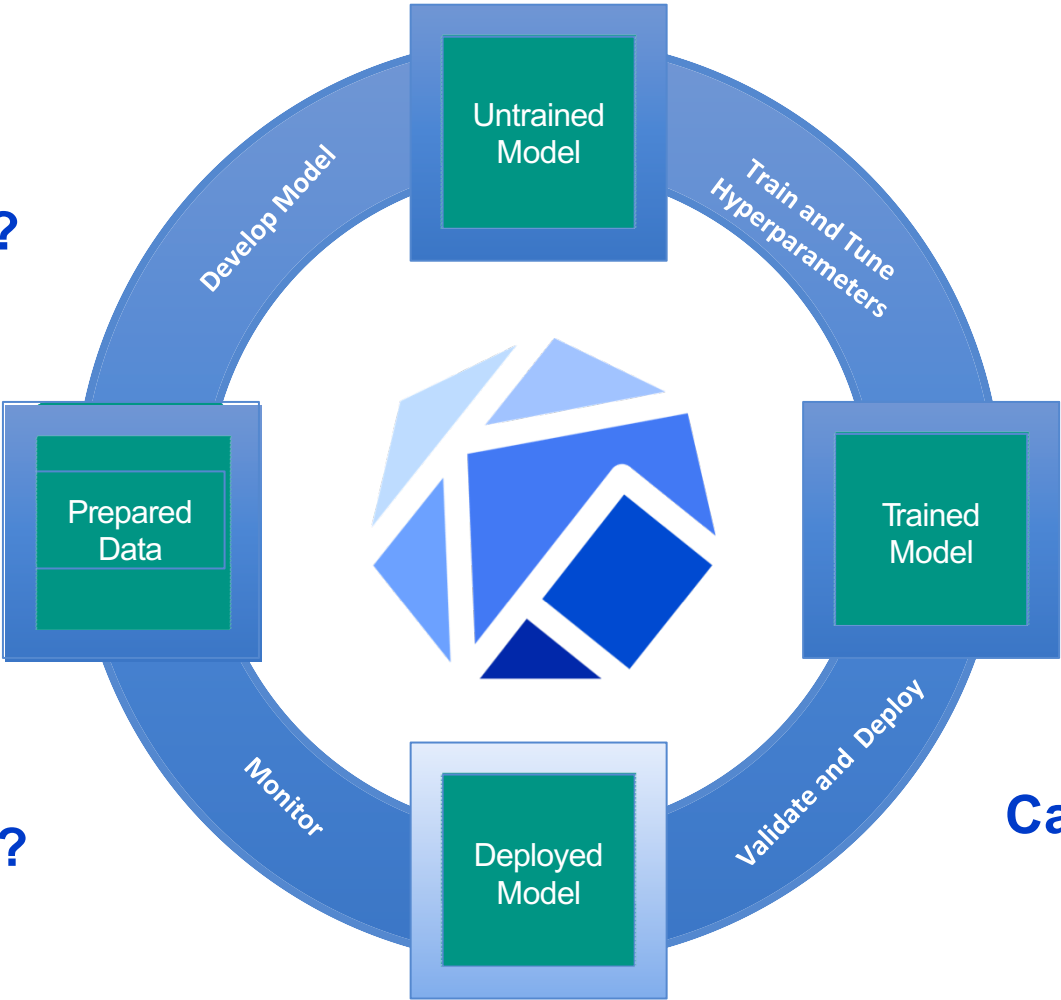 Untrained
Model
Develop Model
Train and Tune
Hyperparameters
?
Prepared
Data
Trained
Model
Monitor
Validate and Deploy
Ca
?
Deployed
Model